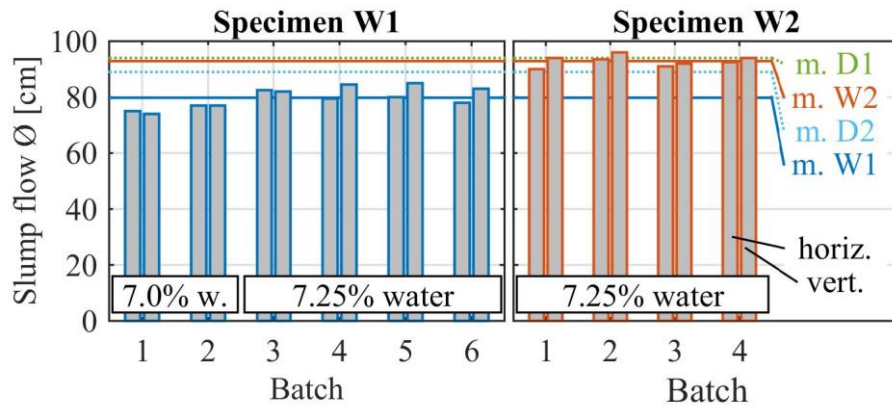 Specimen W1
Specimen W2
Slump flow Ø [cm]
100
80
60
40
20
0
m. D1
m. W2
m. D2
m. W1
horiz.
vert.
7.0% w.
7.25% water
7.25% water
1 2 3 4 5 6
1 2 3 4
Batch
Batch